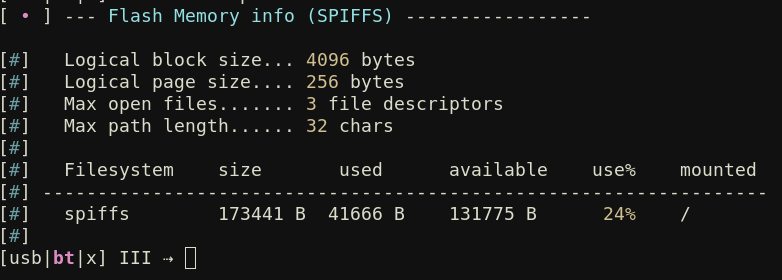 [ • ] --- Flash Memory info (SPIFFS) -----------------
[#]   Logical block size... 4096 bytes
[#]   Logical page size.... 256 bytes
[#]   Max open files....... 3 file descriptors
[#]   Max path length...... 32 chars
[#]
[#]   Filesystem    size       used      available    use%    mounted
[#] ------------------------------------------------------------------
[#]   spiffs        173441 B  41666 B    131775 B      24%    /
[#]
[usb|bt|x] III ⇢